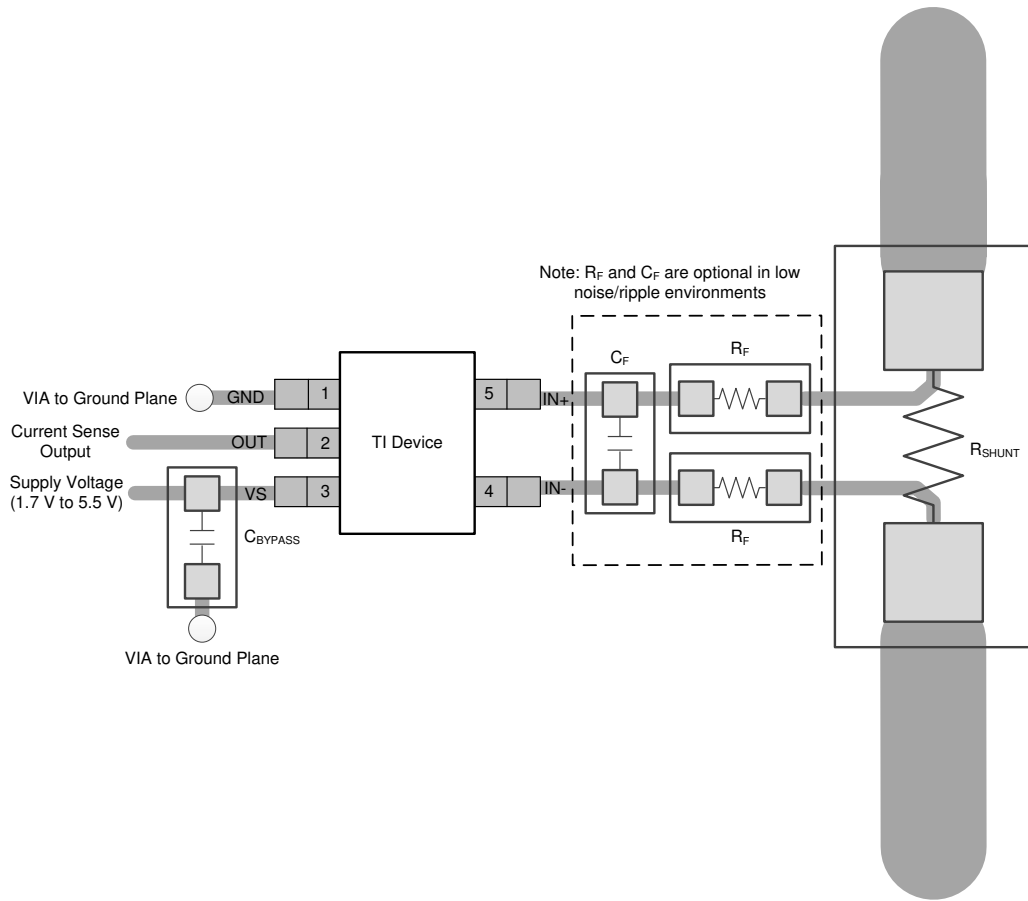 Note: RF and CF are optional in low
noise/ripple environments
CF
RF
VIA to Ground Plane
GND
1
5
IN+
Current Sense
Output
OUT
2
TI Device
RSHUNT
Supply Voltage
(1.7 V to 5.5 V)
VS
3
4
IN-
CBYPASS
RF
VIA to Ground Plane